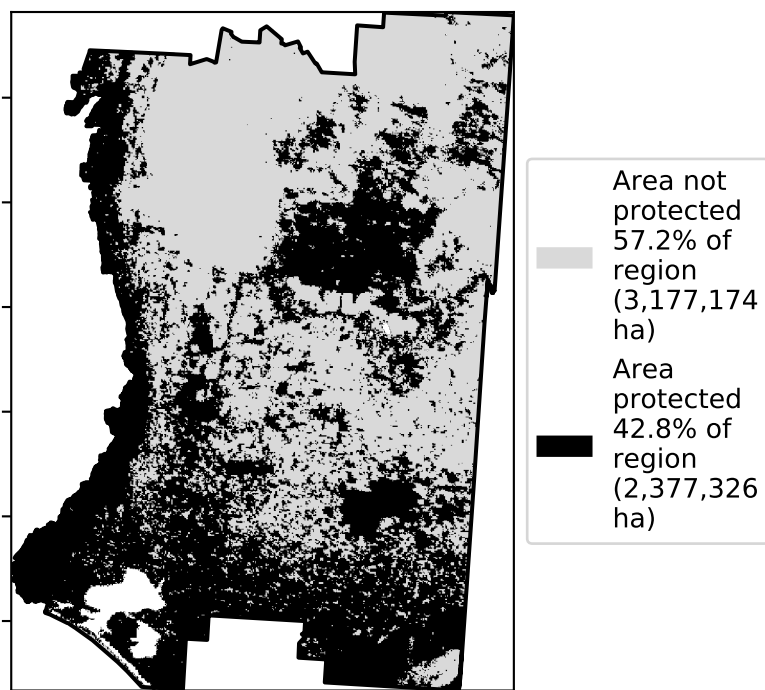 Area not
protected
57.2% of
region
(3,177,174
ha)
Area
protected
42.8% of
region
(2,377,326
ha)